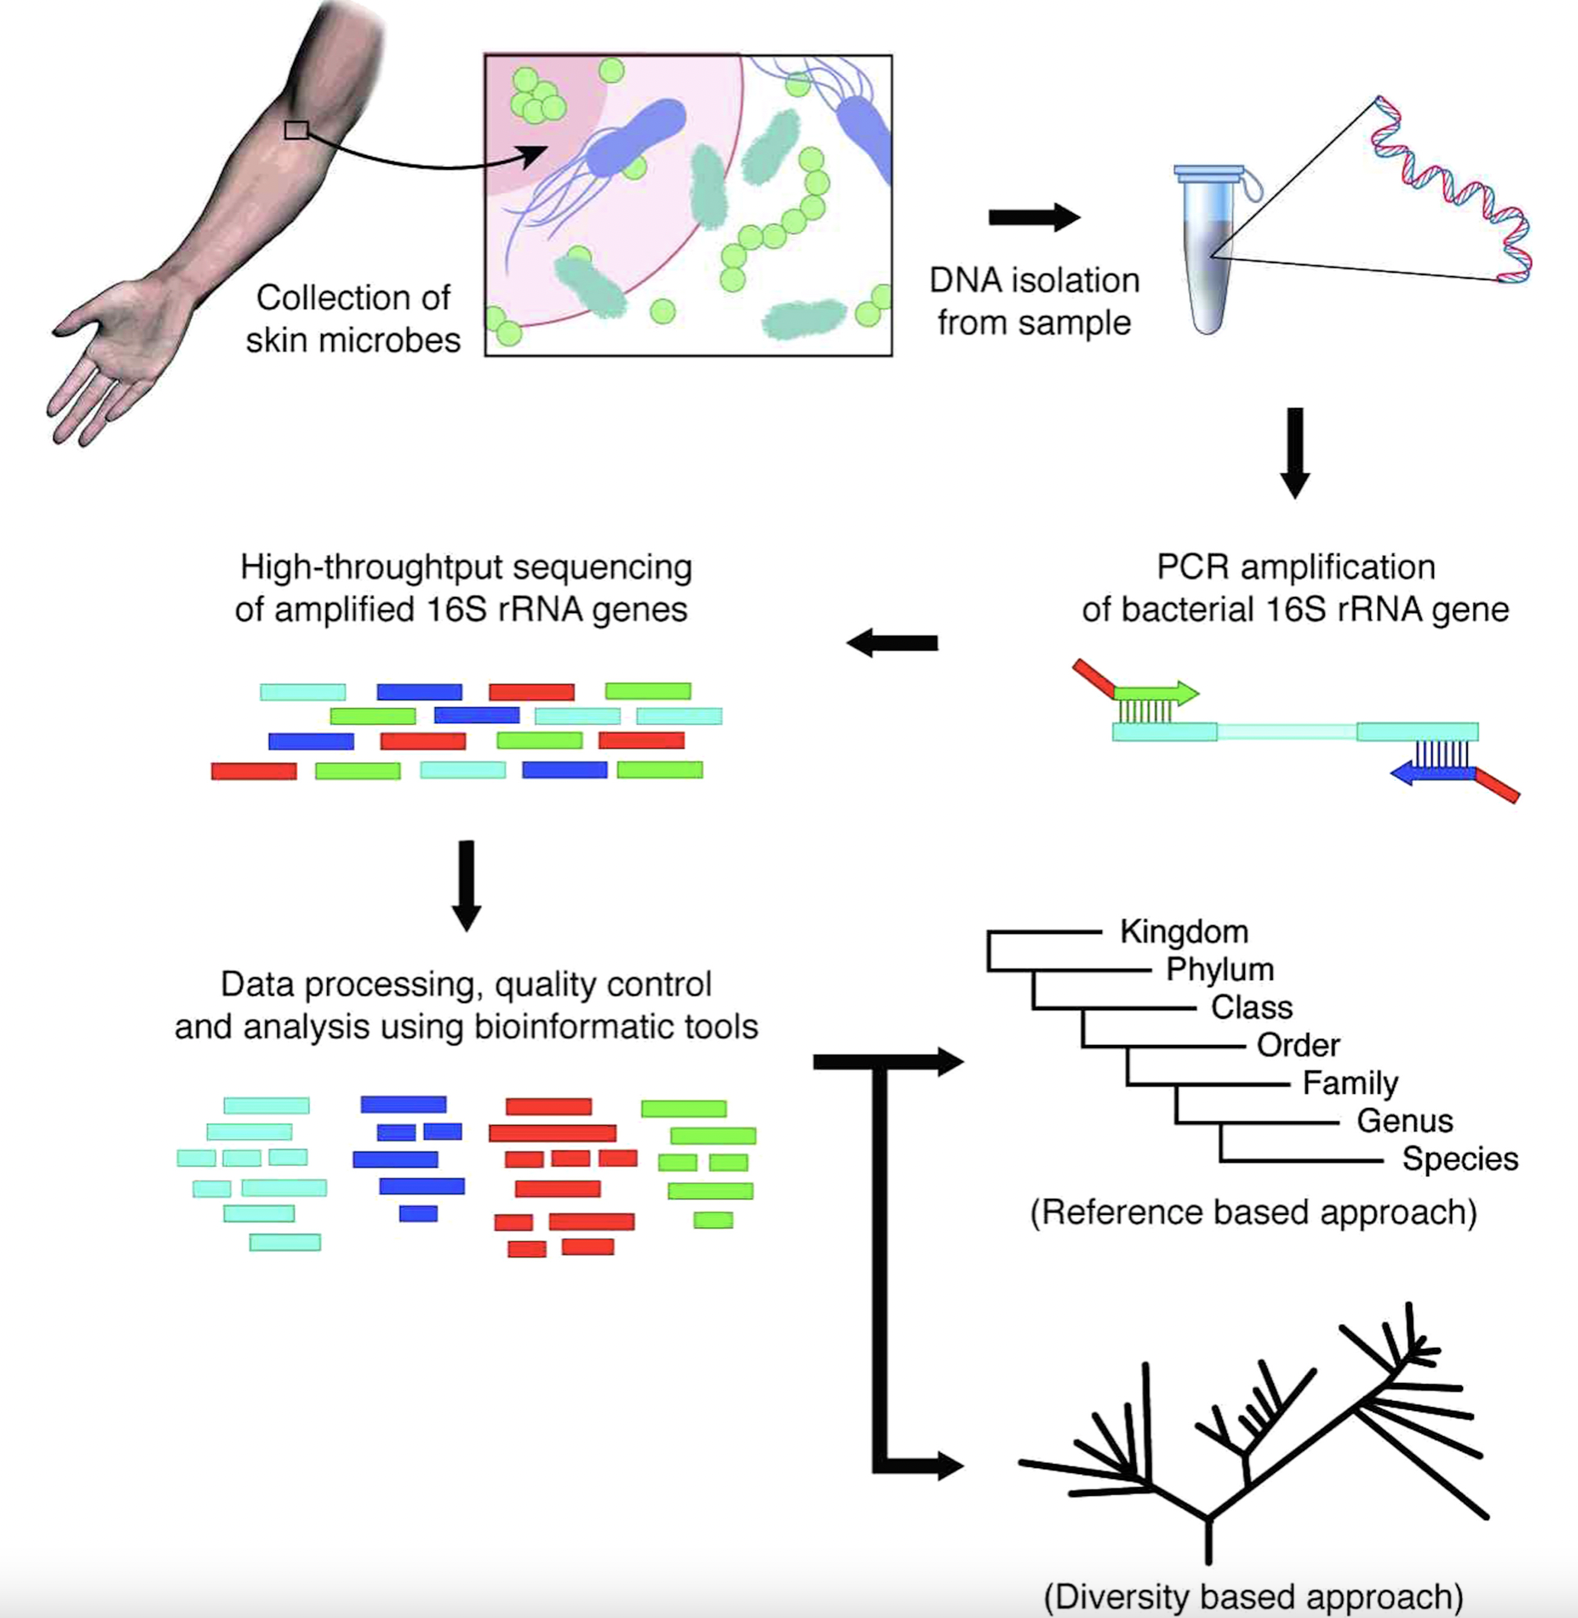 Collection of
skin microbes
DNA isolation
from sample
PCR amplification
of bacterial 16S rRNA gene
High-throughtput sequencing
of amplified 16S rRNA genes
Data processing, quality control
and analysis using bioinformatic tools
Kingdom
Phylum
Class
Order
Family
Genus
Species
(Reference based approach)
(Diversity based approach)